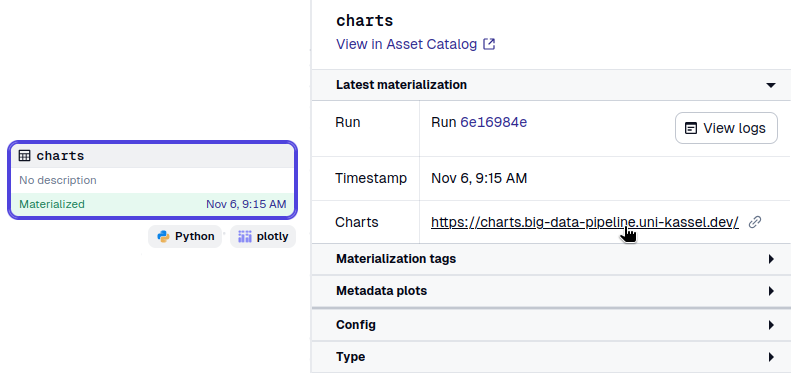 charts
No description
Materialized Nov 6, 9:15 AM
Python plotly
charts
View in Asset Catalog
Latest materialization
Run Run 6e16984e View logs
Timestamp Nov 6, 9:15 AM
Charts https://charts.big-data-pipeline.uni-kassel.dev/
Materialization tags
Metadata plots
Config
Type